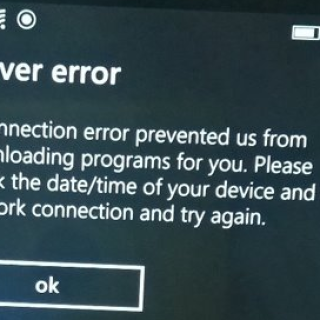 ver error
nnection error prevented us from
nloading programs for you. Please
k the date/time of your device and
ork connection and try again.
ok